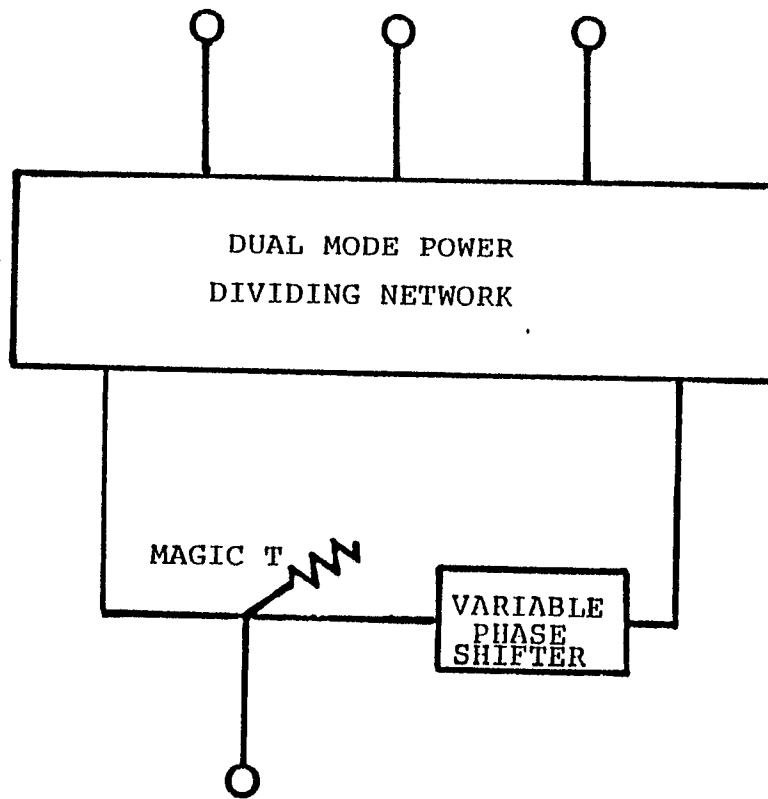 DUAL MODE POWER
DIVIDING NETWORK
MAGIC T
VARIABLE
PHASE
SHIFTER